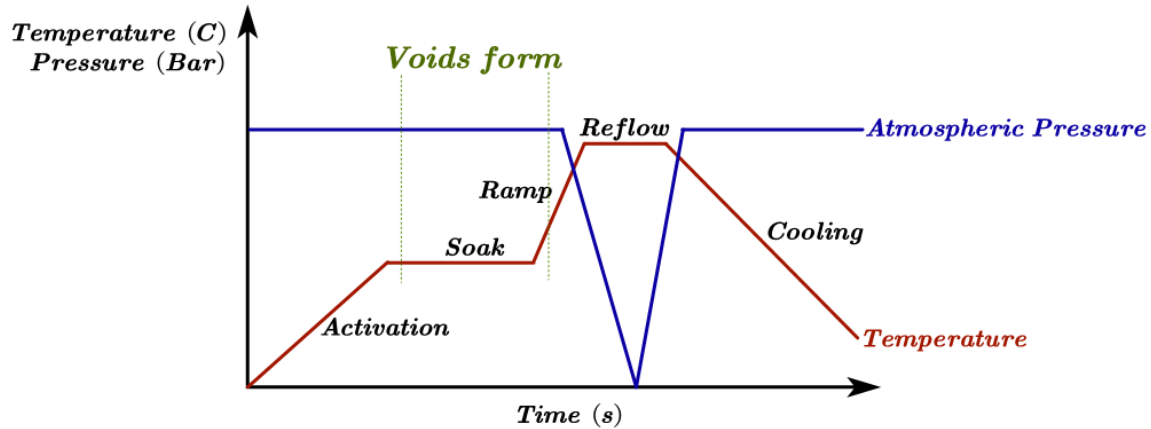 Temperature (C)
Pressure (Bar)
Voids form
Reflow
Atmospheric Pressure
Ramp
Soak
Cooling
Activation
Temperature
Time (s)